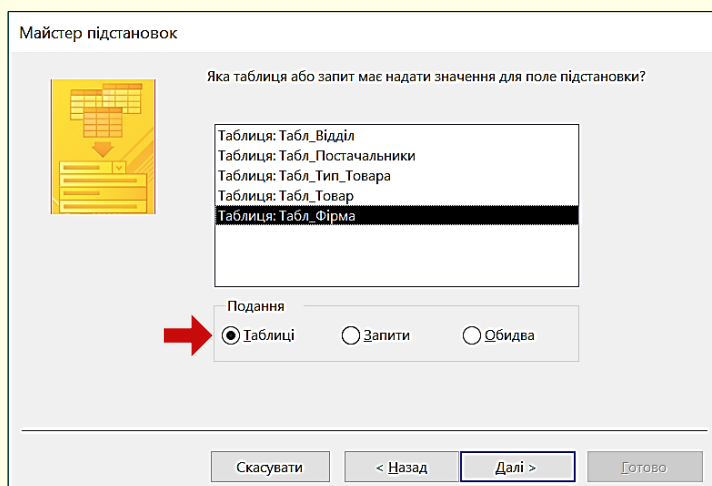 Майстер підстановок
Яка таблиця або запит має надати значення для поле підстановки?
Таблиця: Табл_Відділ
Таблиця: Табл_Постачальники
Таблиця: Табл_Тип_Товара
Таблиця: Табл_Товар
Таблиця: Табл_Фірма
Подання
Таблиці Запити Обидва
Скасувати < Назад Далі > Готово